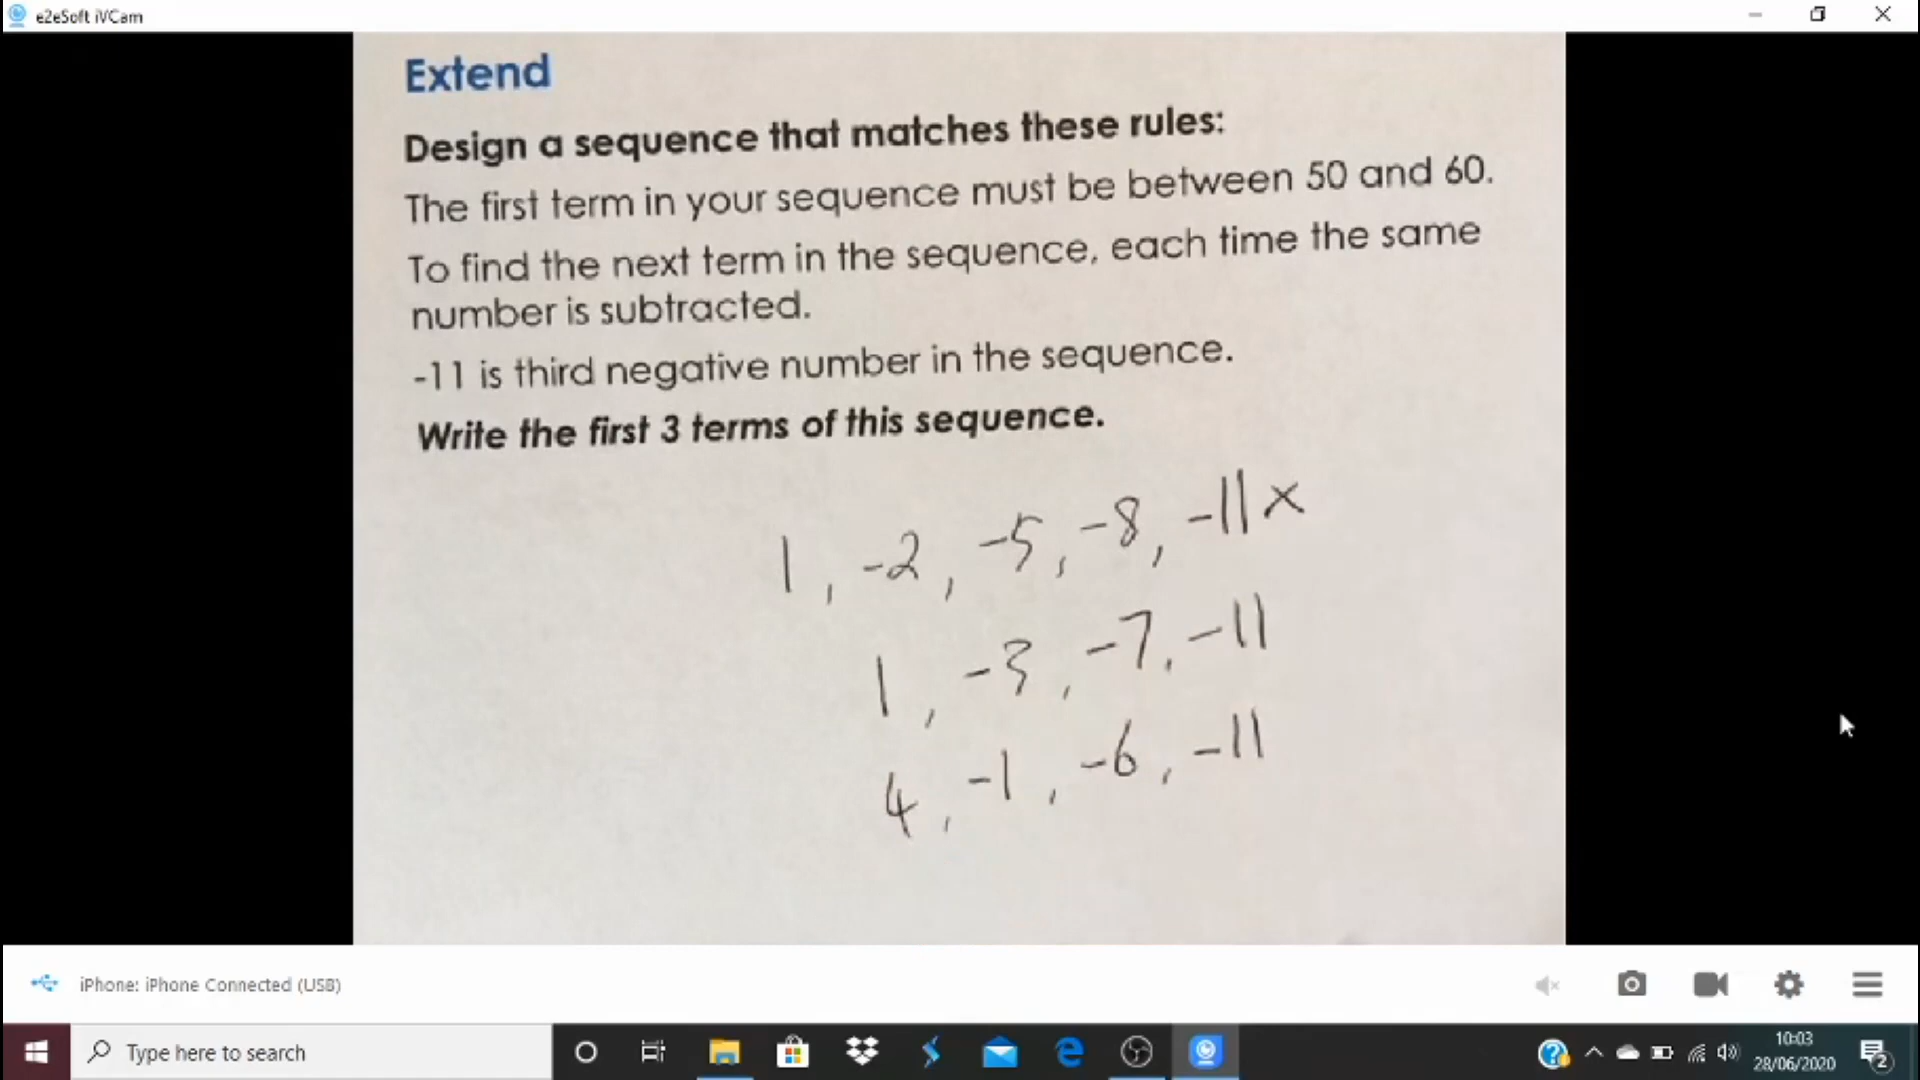 e2eSoft iVCam
Extend
Design a sequence that matches these rules:
The first term in your sequence must be between 50 and 60.
To find the next term in the sequence, each time the same
number is subtracted.
-11 is third negative number in the sequence.
Write the first 3 terms of this sequence.
1, -2, -5, -8, -11 x
1, -3, -7, -11
4, -1, -6, -11
iPhone: iPhone Connected (USB)
Type here to search
10:03
28/06/2020
2